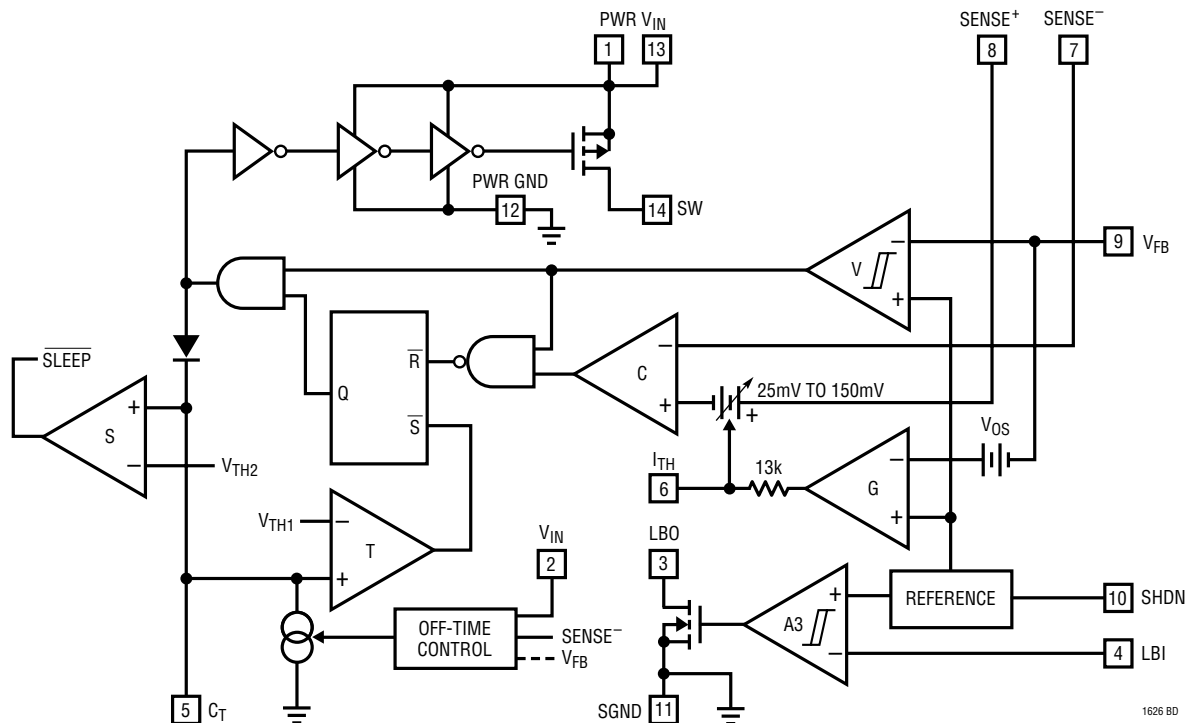 PWR VIN
SENSE+ SENSE–
1 13 8 7
PWR GND
12
14 SW
V – 9 VFB
+
SLEEP
R
–
C
Q
25mV TO 150mV
+ +
S
+
S
VOS
–
VTH2
ITH
13k
–
6 G
VTH1 –
VIN
+
T
LBO
2
+ 3
+ REFERENCE 10 SHDN
OFF-TIME
CONTROL
SENSE–
A3
VFB
– 4 LBI
5 CT
SGND 11
1626 BD